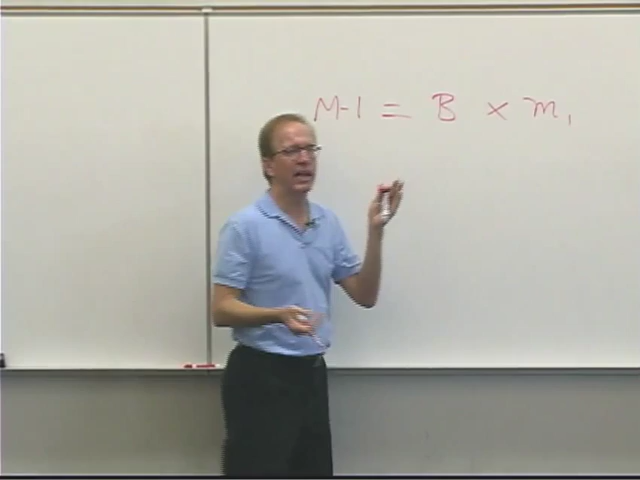 M-1 = B × m₁